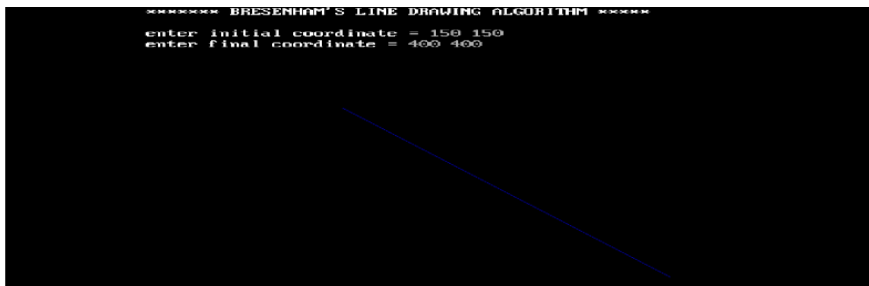 ******* BRESENHAM'S LINE DRAWING ALGORITHM *****
enter initial coordinate = 150 150
enter final coordinate = 400 400